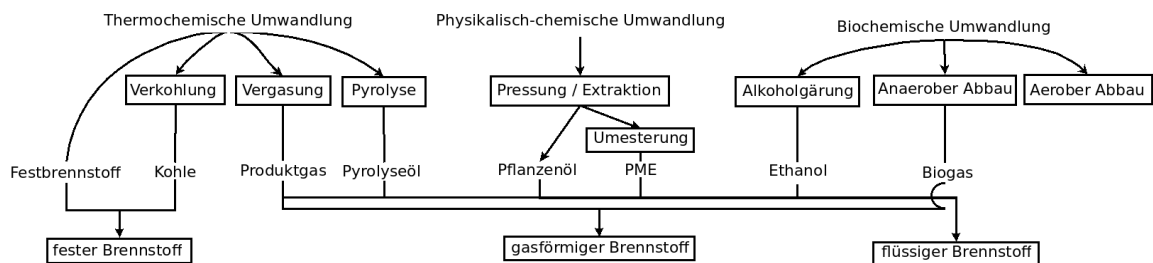 Thermochemische Umwandlung
Physikalisch-chemische Umwandlung
Biochemische Umwandlung
Verkohlung
Vergasung
Pyrolyse
Pressung / Extraktion
Alkoholgärung
Anaerober Abbau
Aerober Abbau
Umesterung
Festbrennstoff
Kohle
Produktgas
Pyrolyseöl
Pflanzenöl
PME
Ethanol
Biogas
fester Brennstoff
gasförmiger Brennstoff
flüssiger Brennstoff